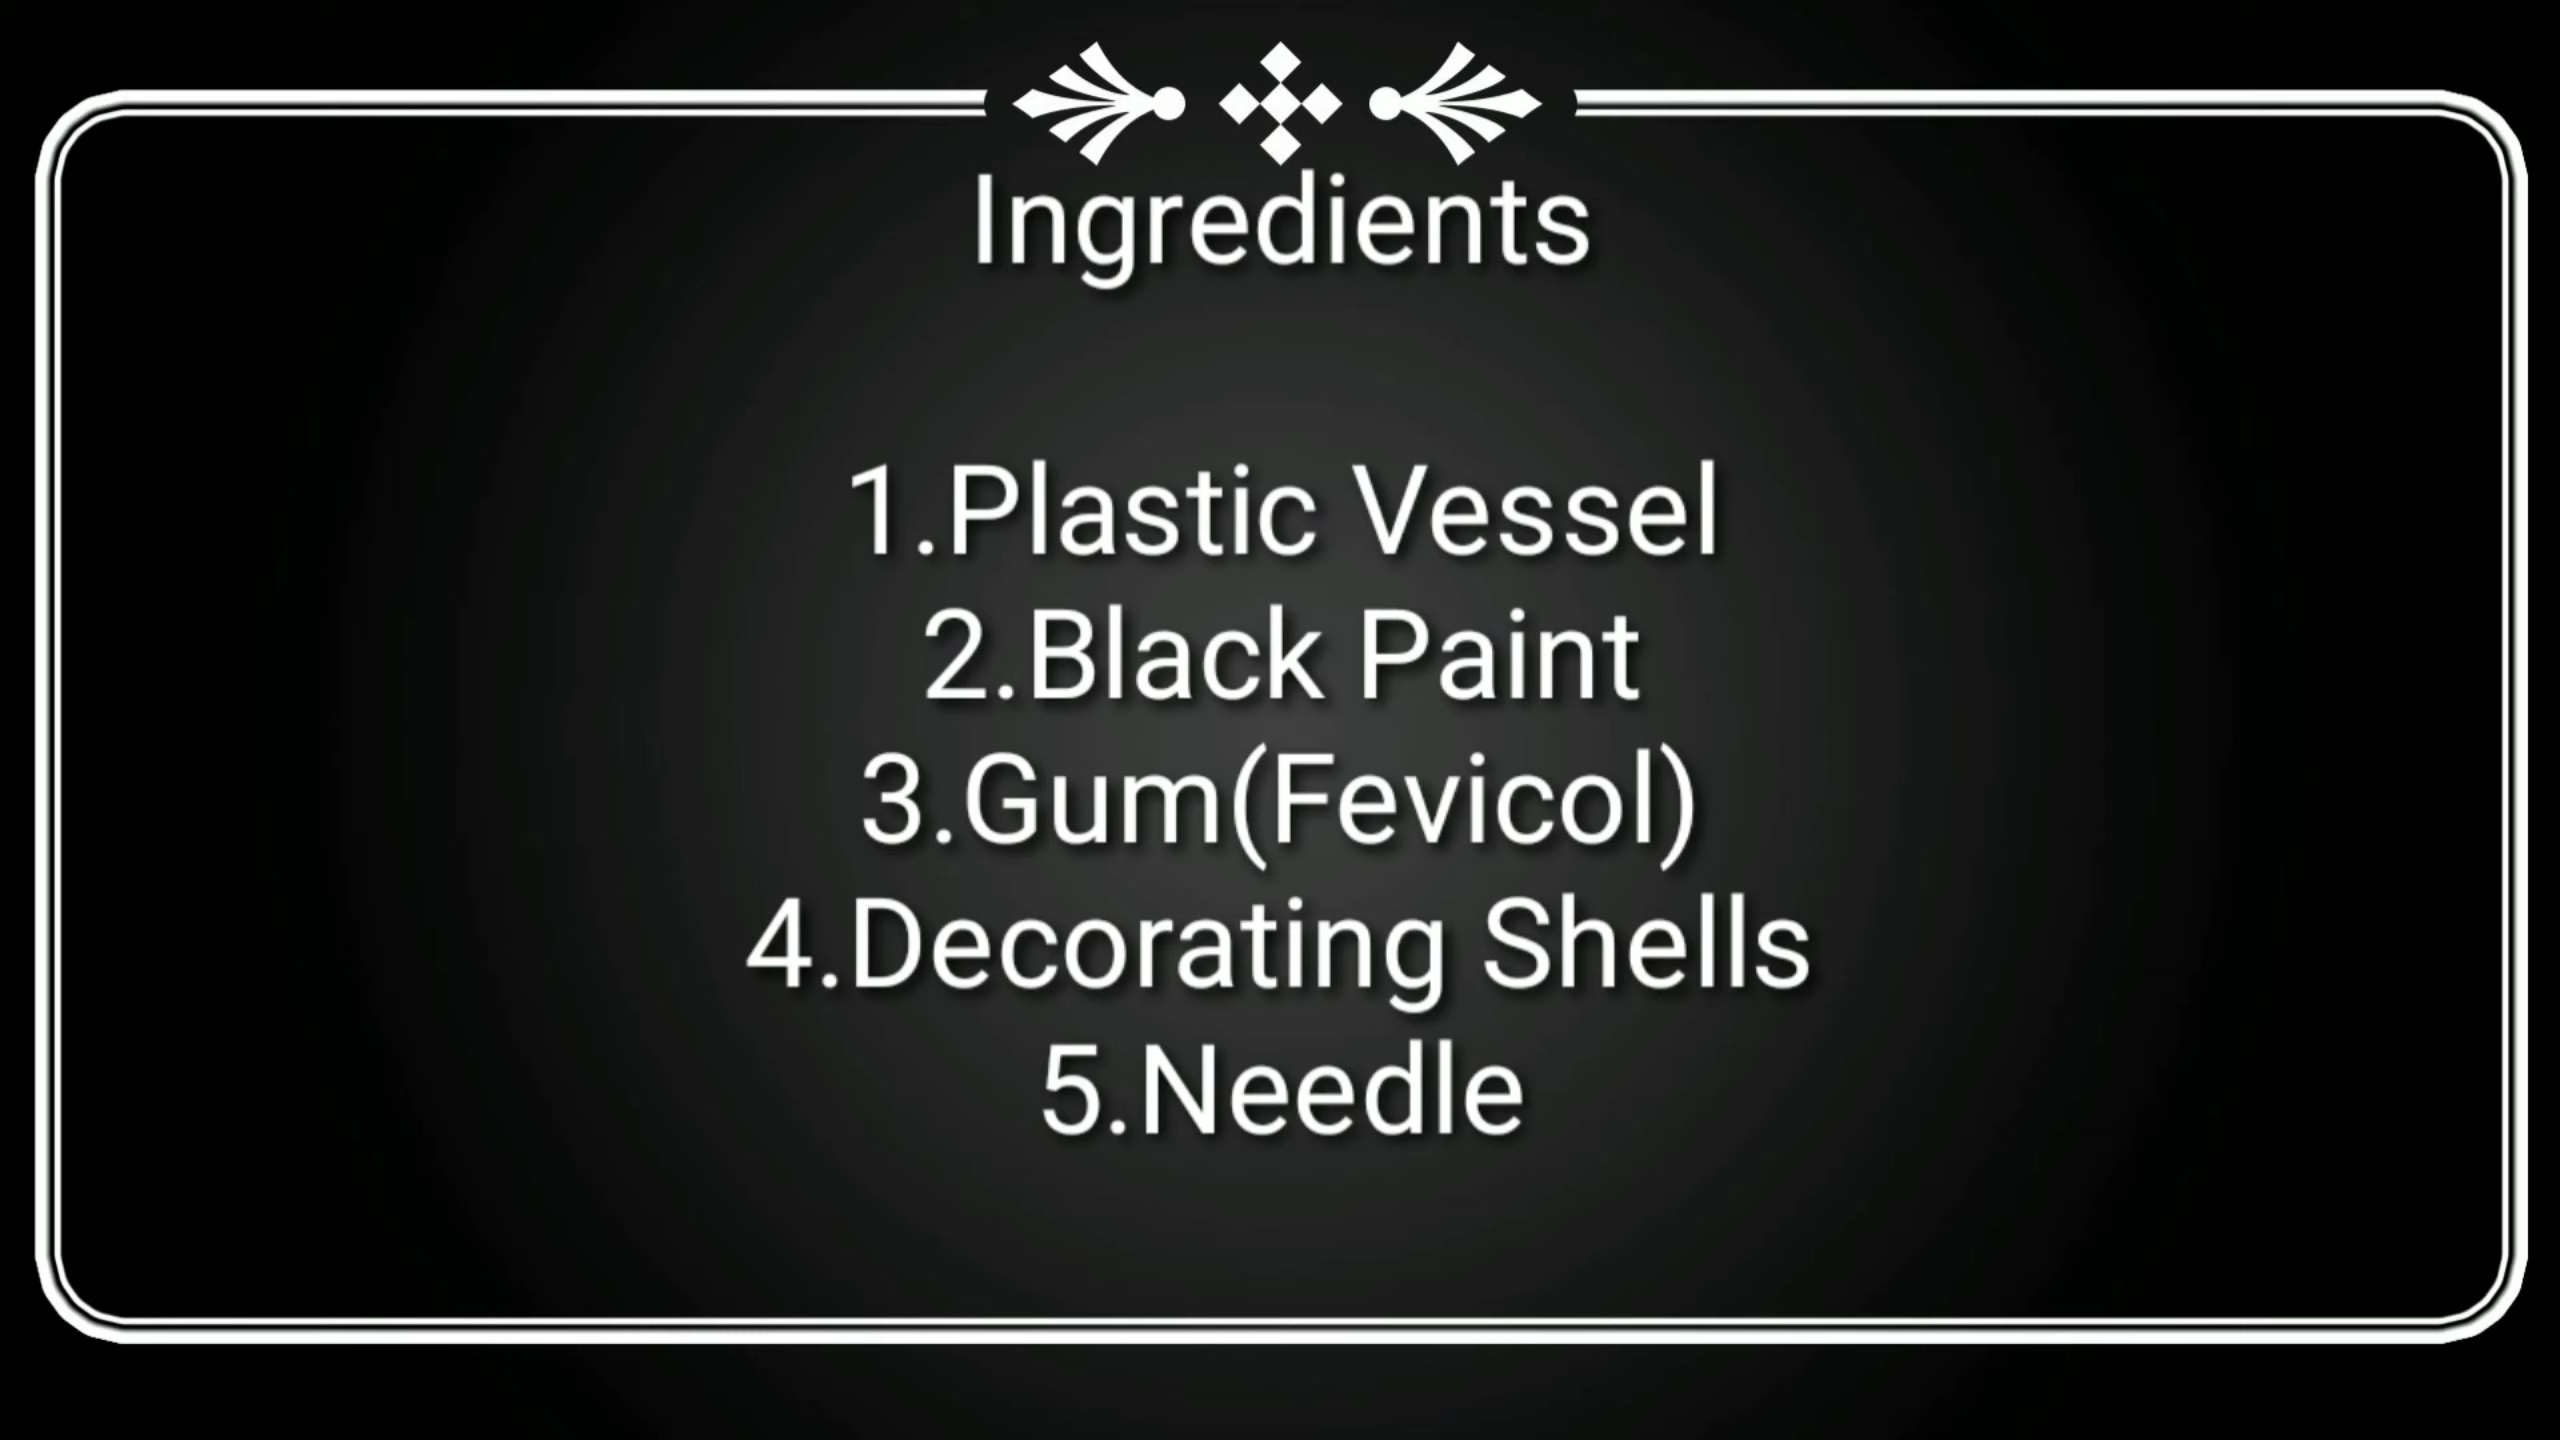 Ingredients
1.Plastic Vessel
2.Black Paint
3.Gum(Fevicol)
4.Decorating Shells
5.Needle